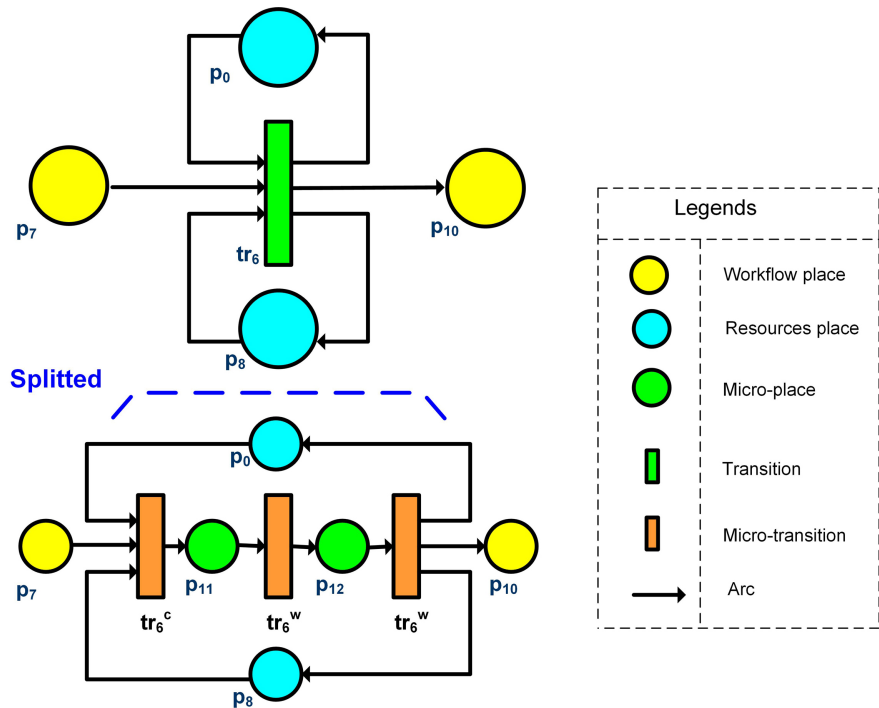 p₀
p₇
tr₆
p₁₀
p₈
Splitted
p₀
p₇
p₁₁
p₁₂
p₁₀
tr₆ᶜ
tr₆ʷ
tr₆ʷ
p₈
Legends
Workflow place
Resources place
Micro-place
Transition
Micro-transition
Arc